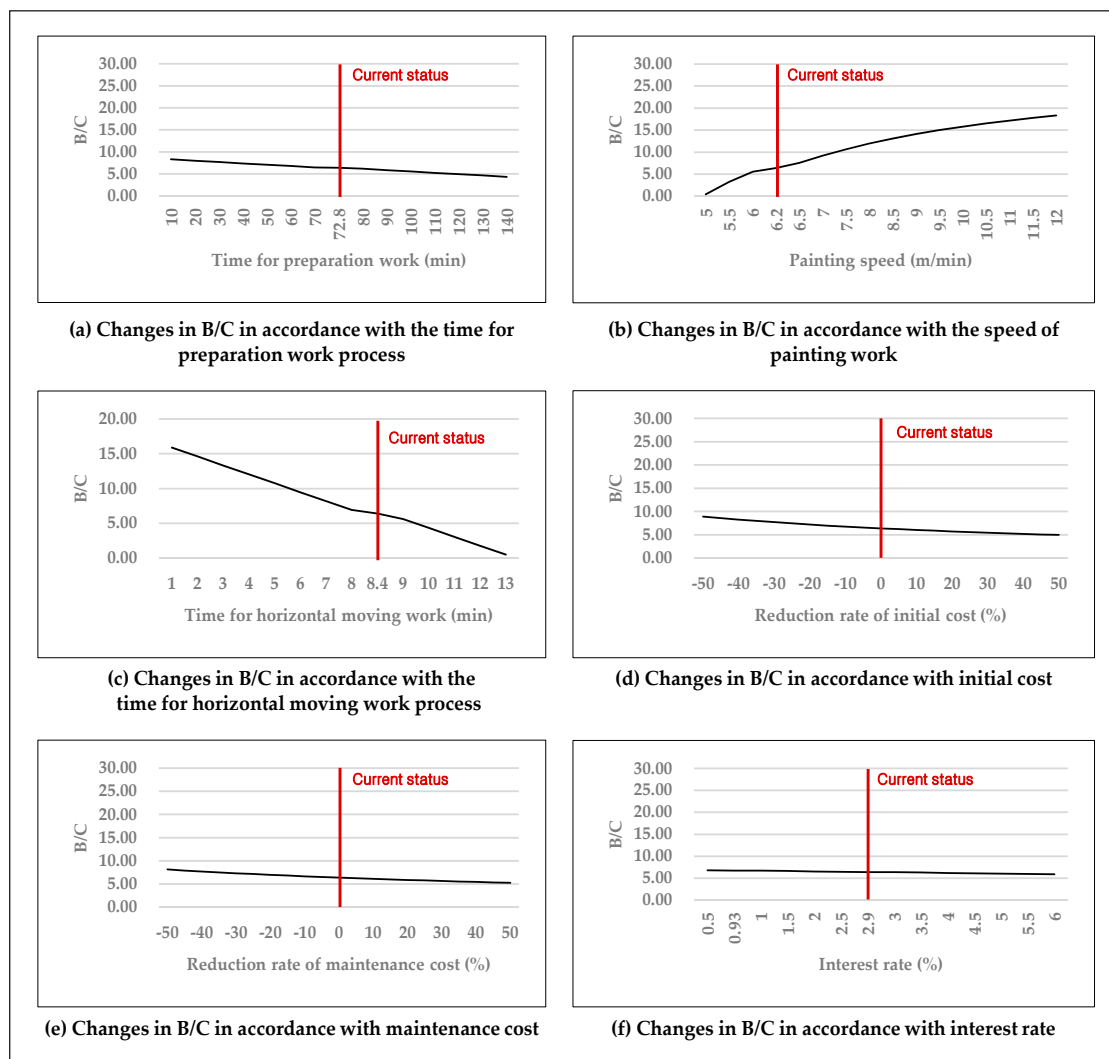 30.00
25.00
20.00
15.00
10.00
5.00
0.00
B/C
Current status
10 20 30 40 50 60 70 72.8 80 90 100 110 120 130 140
Time for preparation work (min)
(a) Changes in B/C in accordance with the time for
preparation work process
30.00
25.00
20.00
15.00
10.00
5.00
0.00
B/C
Current status
5 5.5 6 6.2 6.5 7 7.5 8 8.5 9 9.5 10 10.5 11 11.5 12
Painting speed (m/min)
(b) Changes in B/C in accordance with the speed of
painting work
20.00
15.00
10.00
5.00
0.00
B/C
Current status
1 2 3 4 5 6 7 8 8.4 9 10 11 12 13
Time for horizontal moving work (min)
(c) Changes in B/C in accordance with the
time for horizontal moving work process
30.00
25.00
20.00
15.00
10.00
5.00
0.00
B/C
Current status
-50 -40 -30 -20 -10 0 10 20 30 40 50
Reduction rate of initial cost (%)
(d) Changes in B/C in accordance with initial cost
30.00
25.00
20.00
15.00
10.00
5.00
0.00
B/C
Current status
-50 -40 -30 -20 -10 0 10 20 30 40 50
Reduction rate of maintenance cost (%)
(e) Changes in B/C in accordance with maintenance cost
30.00
25.00
20.00
15.00
10.00
5.00
0.00
B/C
Current status
0.5 0.93 1 1.5 2 2.5 2.9 3 3.5 4 4.5 5 5.5 6
Interest rate (%)
(f) Changes in B/C in accordance with interest rate